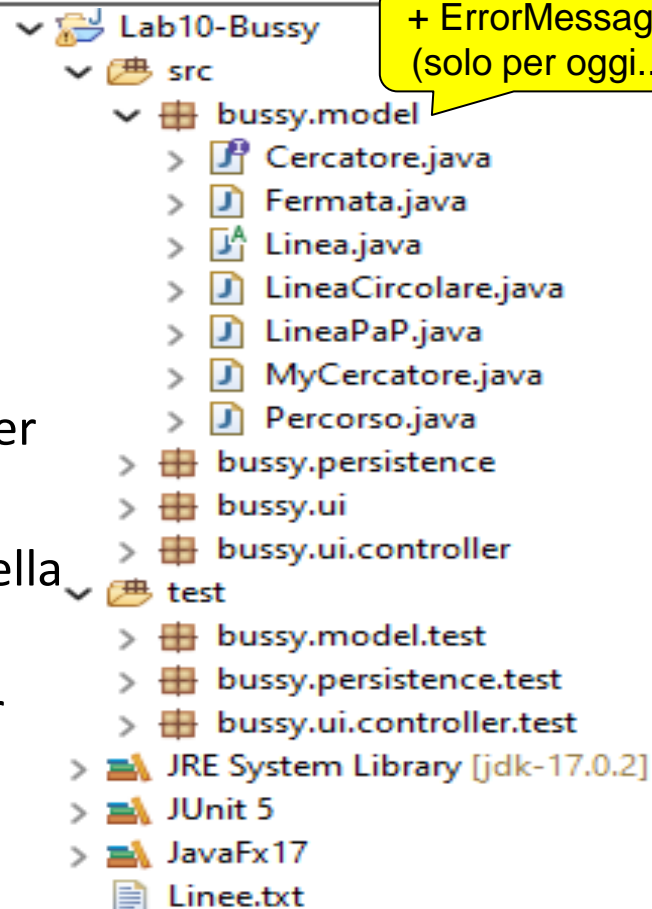 + ErrorMessag
(solo per oggi..
Lab10-Bussy
src
bussy.model
Cercatore.java
Fermata.java
Linea.java
LineaCircolare.java
LineaPaP.java
MyCercatore.java
Percorso.java
er
bussy.persistence
bussy.ui
bussy.ui.controller
ella
test
bussy.model.test
bussy.persistence.test
bussy.ui.controller.test
JRE System Library [jdk-17.0.2]
JUnit 5
JavaFx17
Linee.txt